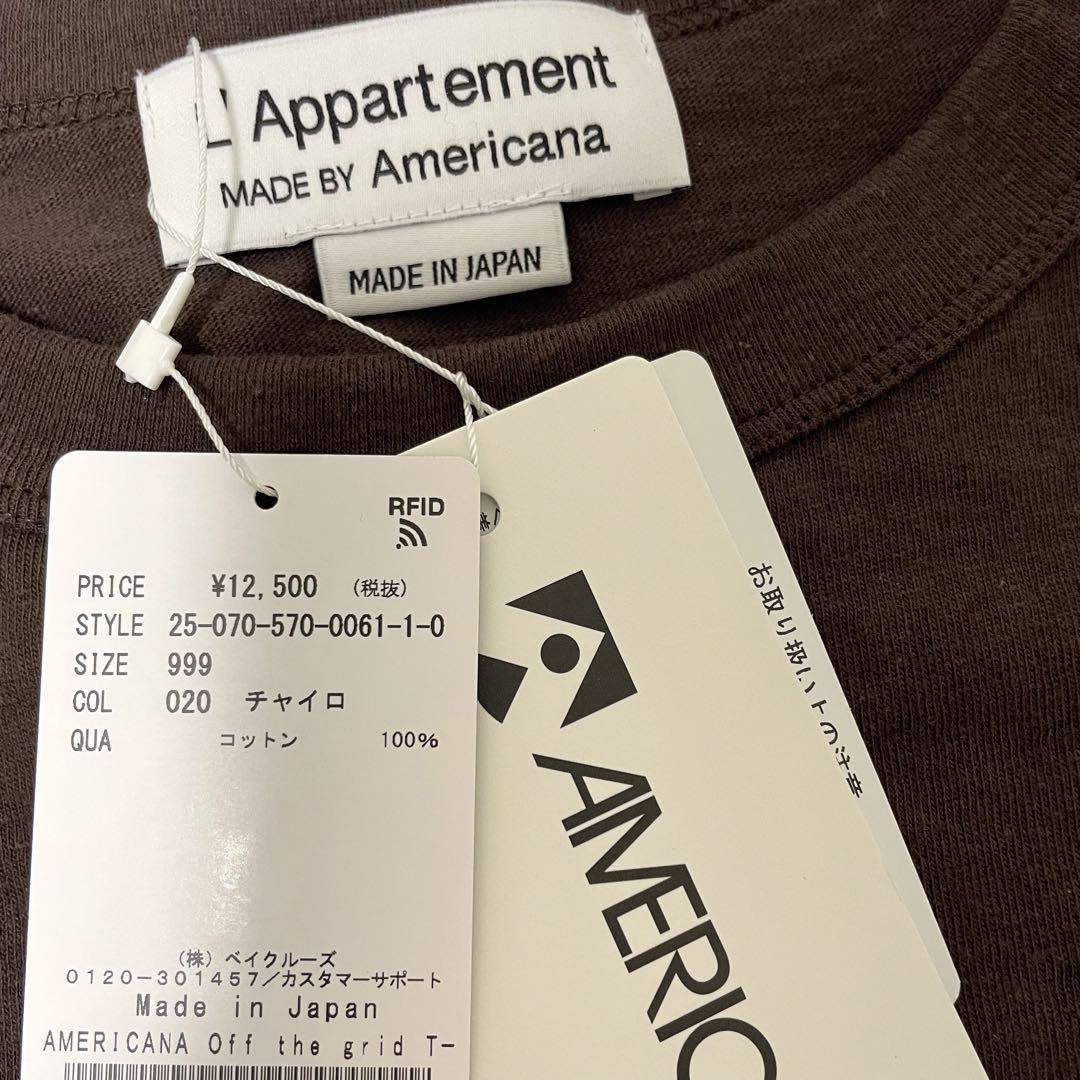 L' Appartement
MADE BY Americana
MADE IN JAPAN
RFID
PRICE ¥12,500 (税抜)
STYLE 25-070-570-0061-1-0
SIZE 999
COL 020 チャイロ
QUA コットン 100%
(株)ベイクルーズ
0120-301457/カスタマーサポート
Made in Japan
AMERICANA Off the grid T-
AMERIC
お取り扱い上の注意